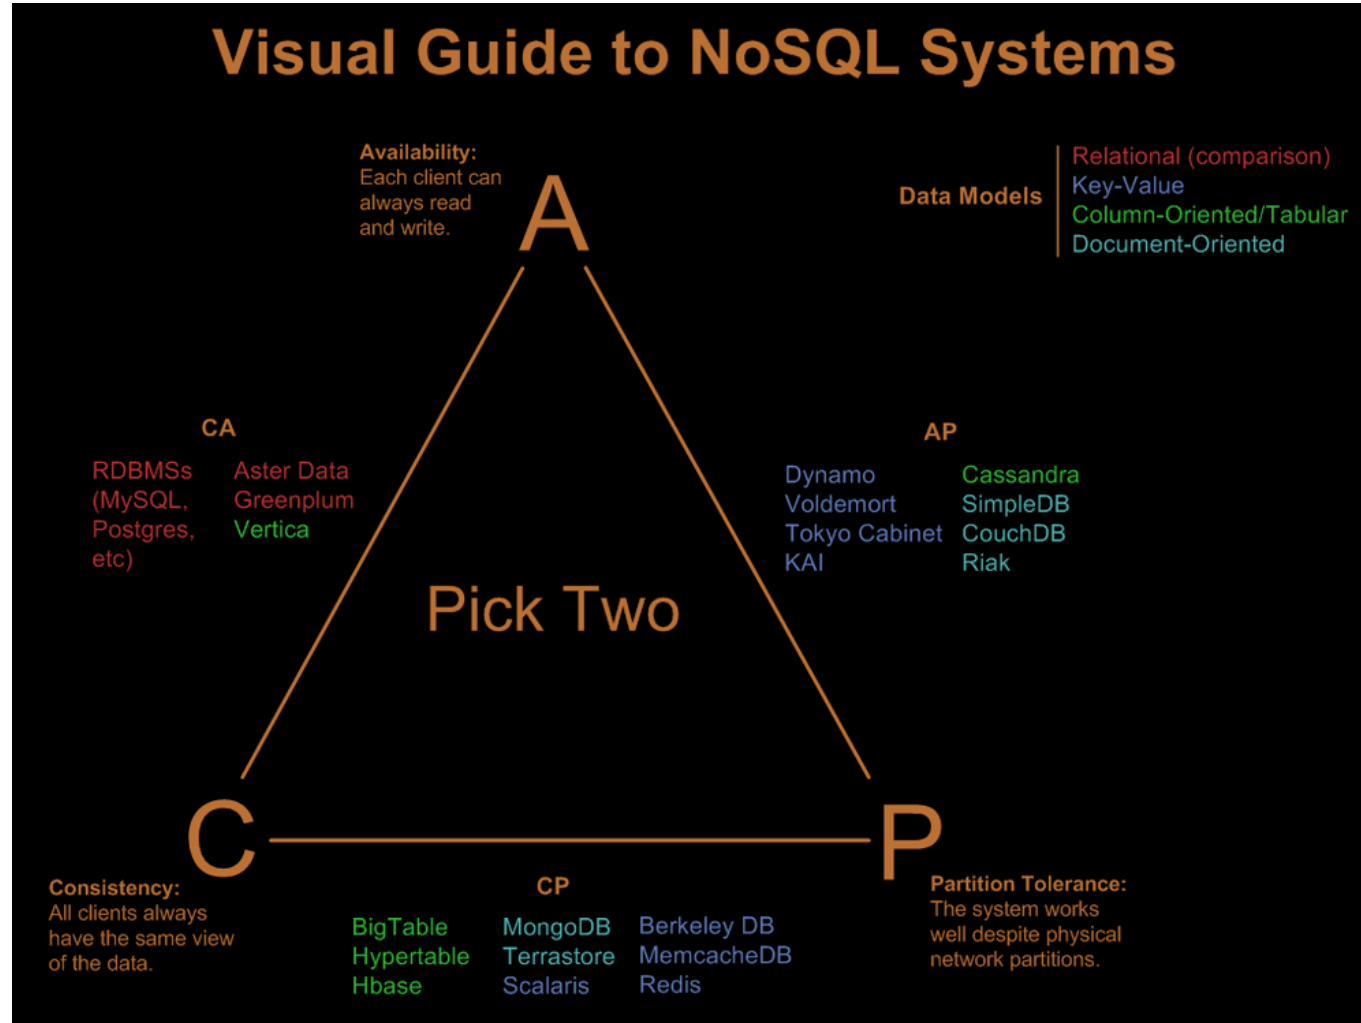 Visual Guide to NoSQL Systems
Availability:
Each client can
always read
and write.
A
Data Models
Relational (comparison)
Key-Value
Column-Oriented/Tabular
Document-Oriented
CA
RDBMSs
(MySQL,
Postgres,
etc)
Aster Data
Greenplum
Vertica
AP
Dynamo
Voldemort
Tokyo Cabinet
KAI
Cassandra
SimpleDB
CouchDB
Riak
Pick Two
C
Consistency:
All clients always
have the same view
of the data.
CP
BigTable
Hypertable
Hbase
MongoDB
Terrastore
Scalaris
Berkeley DB
MemcacheDB
Redis
P
Partition Tolerance:
The system works
well despite physical
network partitions.